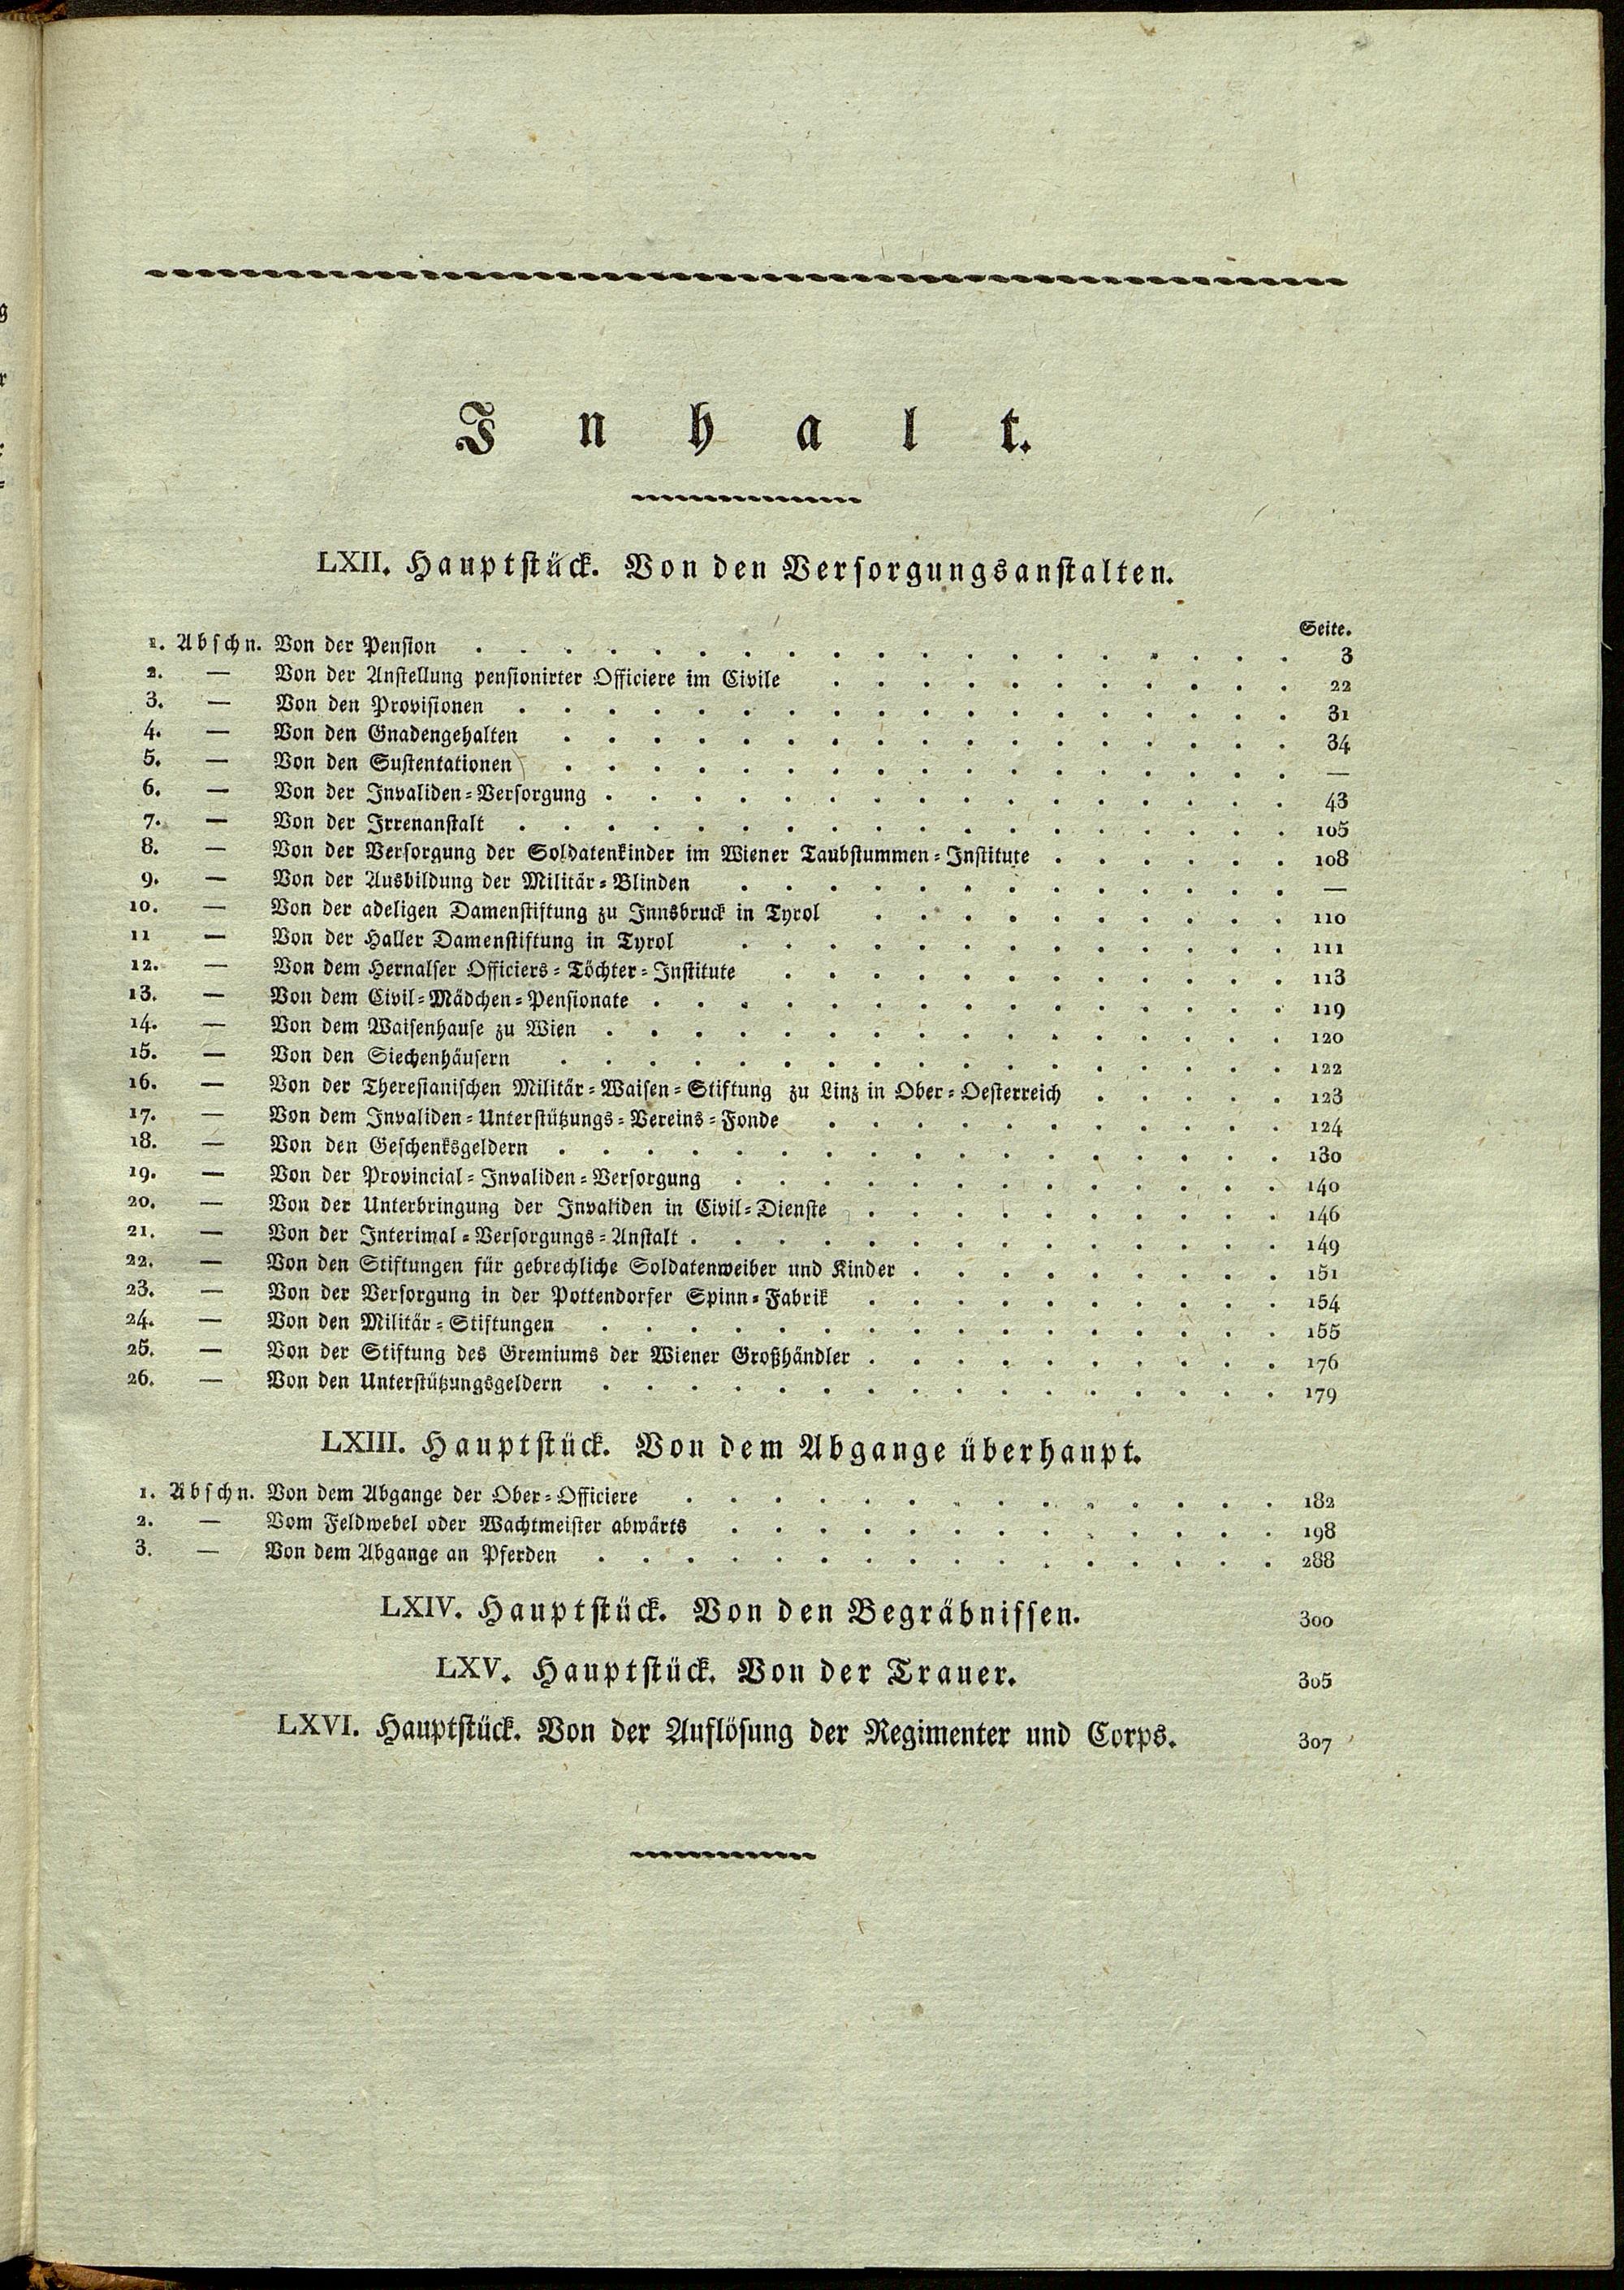 Inhalt.
LXII. Hauptstück. Von den Versorgungsanstalten.
Seite.
1. Abschn. Von der Pension . . . . . . . . . . 3
2. — Von der Anstellung pensionirter Officiere im Civile . . . . . . . . . . 22
3. — Von den Provisionen . . . . . . . . . . 31
4. — Von den Gnadengehalten . . . . . . . . . . 34
5. — Von den Sustentationen . . . . . . . . . . —
6. — Von der Invaliden-Versorgung . . . . . . . . . . 43
7. — Von der Irrenanstalt . . . . . . . . . . 105
8. — Von der Versorgung der Soldatenkinder im Wiener Taubstummen-Institute . . . . . . 108
9. — Von der Ausbildung der Militär-Blinden . . . . . . . . . . —
10. — Von der adeligen Damenstiftung zu Innsbruck in Tyrol . . . . . . . . . . 110
11 — Von der Haller Damenstiftung in Tyrol . . . . . . . . . . 111
12. — Von dem Hernalser Officiers-Töchter-Institute . . . . . . . . . . 113
13. — Von dem Civil-Mädchen-Pensionate . . . . . . . . . . 119
14. — Von dem Waisenhause zu Wien . . . . . . . . . . 120
15. — Von den Siechenhäusern . . . . . . . . . . 122
16. — Von der Theresianischen Militär-Waisen-Stiftung zu Linz in Ober-Oesterreich . . . . . 123
17. — Von dem Invaliden-Unterstützungs-Vereins-Fonde . . . . . . . . . . 124
18. — Von den Geschenksgeldern . . . . . . . . . . 130
19. — Von der Provincial-Invaliden-Versorgung . . . . . . . . . . 140
20. — Von der Unterbringung der Invaliden in Civil-Dienste . . . . . . . . . . 146
21. — Von der Interimal-Versorgungs-Anstalt . . . . . . . . . . 149
22. — Von den Stiftungen für gebrechliche Soldatenweiber und Kinder . . . . . . . . . 151
23. — Von der Versorgung in der Pottendorfer Spinn-Fabrik . . . . . . . . . . 154
24. — Von den Militär-Stiftungen . . . . . . . . . . 155
25. — Von der Stiftung des Gremiums der Wiener Großhändler . . . . . . . . . . 176
26. — Von den Unterstützungsgeldern . . . . . . . . . . 179
LXIII. Hauptstück. Von dem Abgange überhaupt.
1. Abschn. Von dem Abgange der Ober-Officiere . . . . . . . . . . 182
2. — Vom Feldwebel oder Wachtmeister abwärts . . . . . . . . . . 198
3. — Von dem Abgange an Pferden . . . . . . . . . . 288
LXIV. Hauptstück. Von den Begräbnissen. 300
LXV. Hauptstück. Von der Trauer. 305
LXVI. Hauptstück. Von der Auflösung der Regimenter und Corps. 307